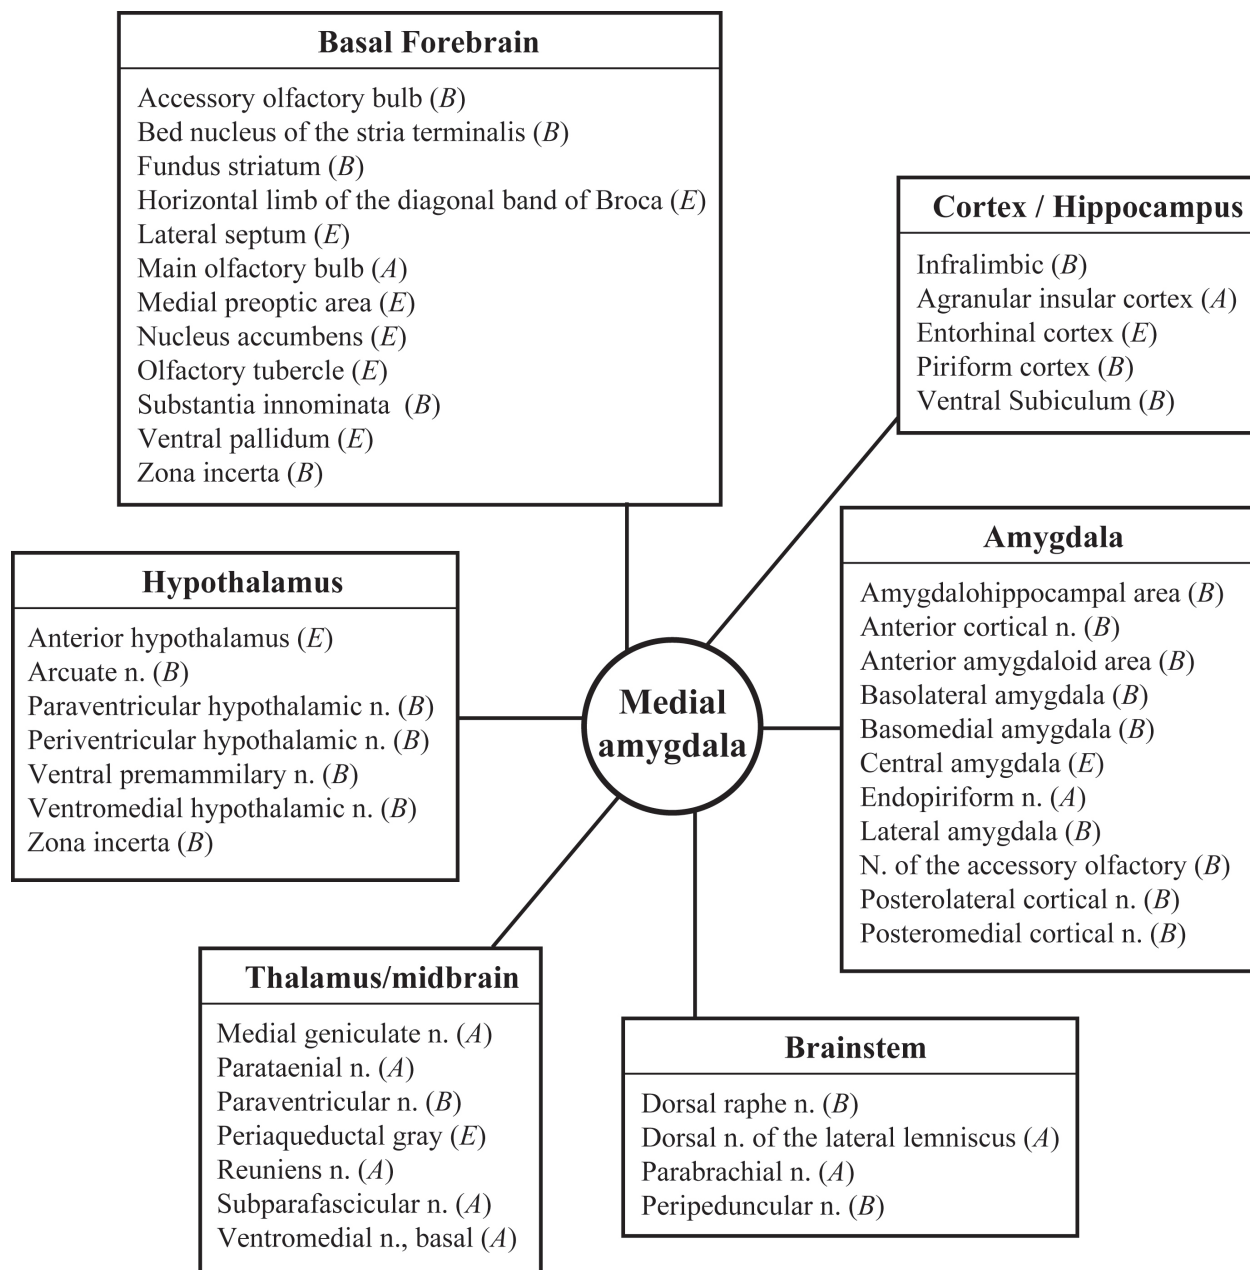 Basal Forebrain
Accessory olfactory bulb (B)
Bed nucleus of the stria terminalis (B)
Fundus striatum (B)
Horizontal limb of the diagonal band of Broca (E)
Lateral septum (E)
Main olfactory bulb (A)
Medial preoptic area (E)
Nucleus accumbens (E)
Olfactory tubercle (E)
Substantia innominata (B)
Ventral pallidum (E)
Zona incerta (B)
Cortex / Hippocampus
Infralimbic (B)
Agranular insular cortex (A)
Entorhinal cortex (E)
Piriform cortex (B)
Ventral Subiculum (B)
Hypothalamus
Anterior hypothalamus (E)
Arcuate n. (B)
Paraventricular hypothalamic n. (B)
Periventricular hypothalamic n. (B)
Ventral premammilary n. (B)
Ventromedial hypothalamic n. (B)
Zona incerta (B)
Medial
amygdala
Amygdala
Amygdalohippocampal area (B)
Anterior cortical n. (B)
Anterior amygdaloid area (B)
Basolateral amygdala (B)
Basomedial amygdala (B)
Central amygdala (E)
Endopiriform n. (A)
Lateral amygdala (B)
N. of the accessory olfactory (B)
Posterolateral cortical n. (B)
Posteromedial cortical n. (B)
Thalamus/midbrain
Medial geniculate n. (A)
Parataenial n. (A)
Paraventricular n. (B)
Periaqueductal gray (E)
Reuniens n. (A)
Subparafascicular n. (A)
Ventromedial n., basal (A)
Brainstem
Dorsal raphe n. (B)
Dorsal n. of the lateral lemniscus (A)
Parabrachial n. (A)
Peripeduncular n. (B)